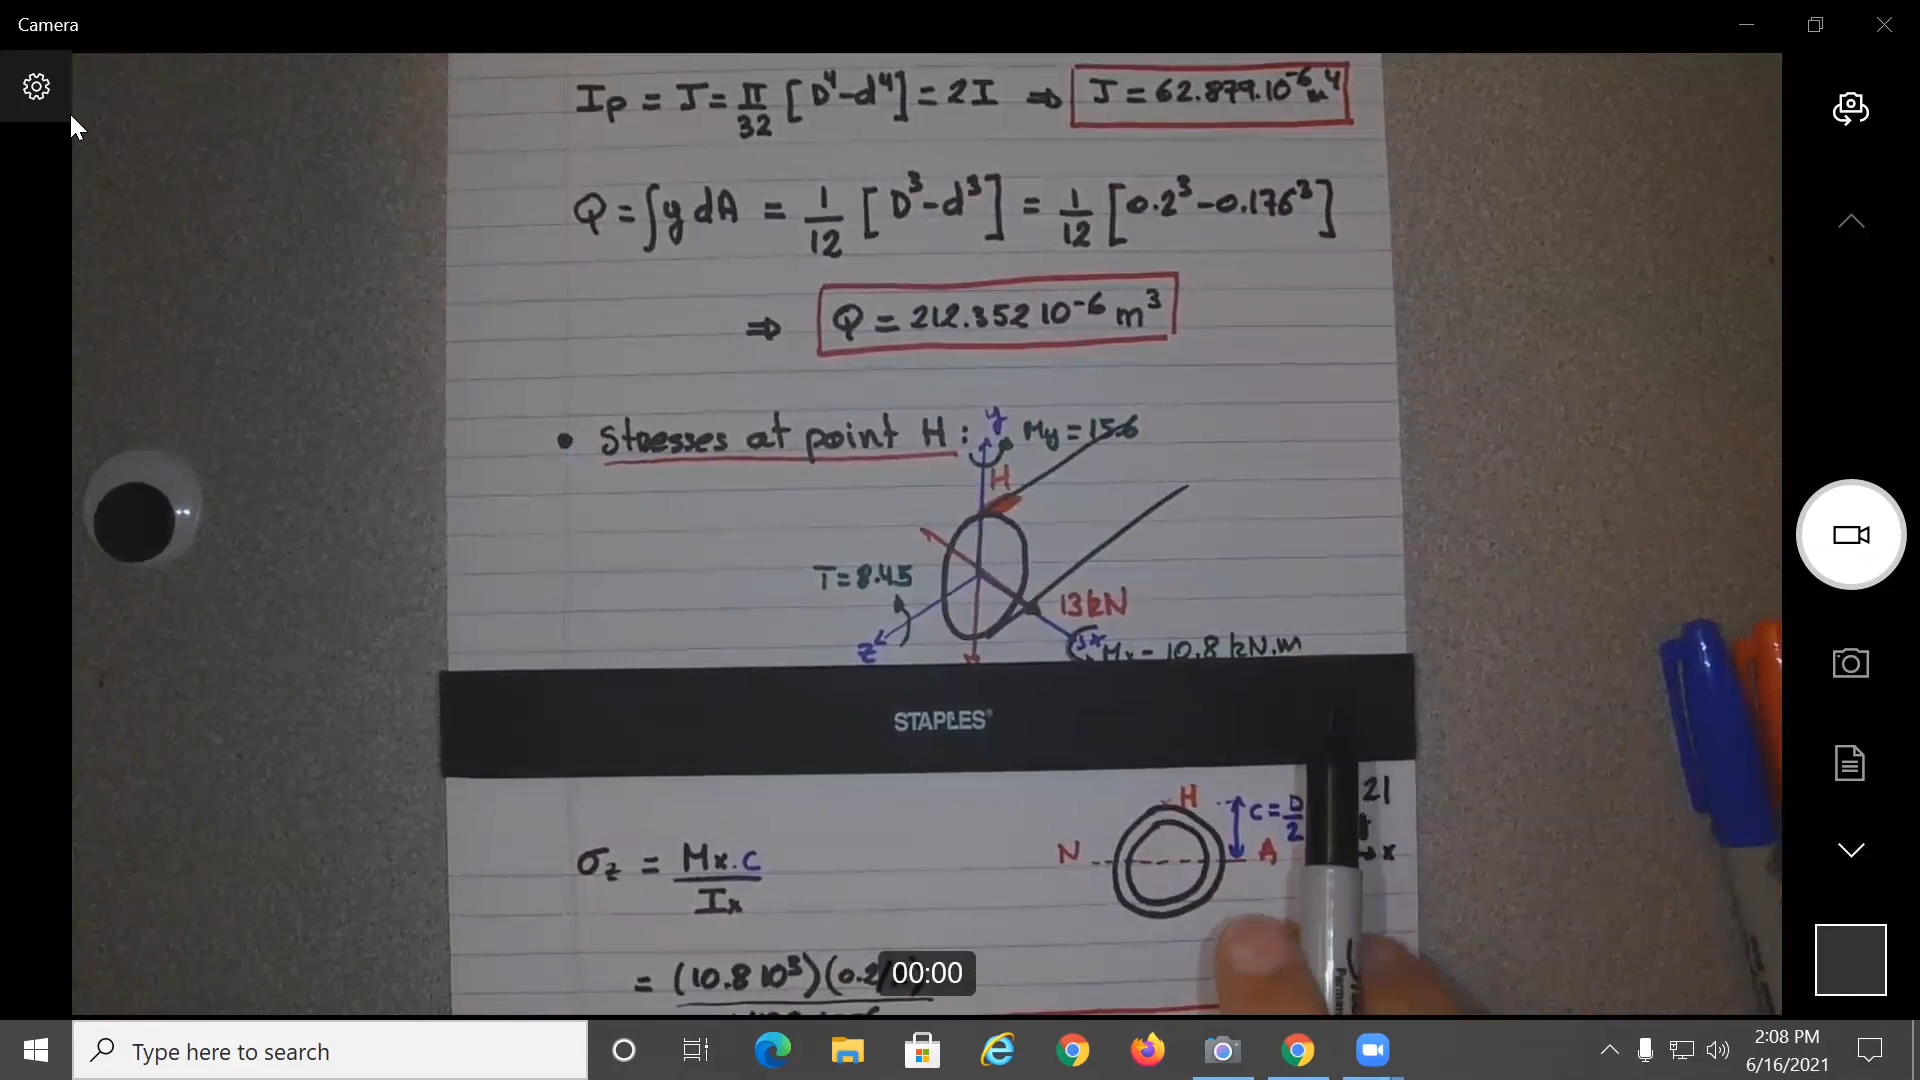 Camera
Ip = J = π/32 [D⁴-d⁴] = 2I ⇒ J = 62.879.10⁻⁶ m⁴
Q = ∫y dA = 1/12 [D³-d³] = 1/12 [0.2³-0.176³]
⇒ Q = 212.352 10⁻⁶ m³
• Stresses at point H:
y My = 15.6
H
T = 8.45
13 kN
z x Mx = 10.8 kN.m
STAPLES
21
H C = D/2
σz = Mx.c / Ix
N A x
= (10.8 10³)(0.2/
00:00
Type here to search
2:08 PM
6/16/2021